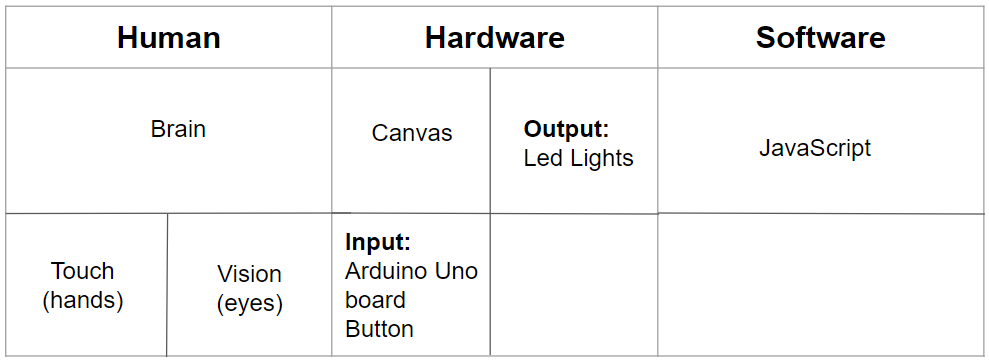 Human
Hardware
Software
Brain
Canvas
Output:
Led Lights
JavaScript
Touch
(hands)
Vision
(eyes)
Input:
Arduino Uno
board
Button